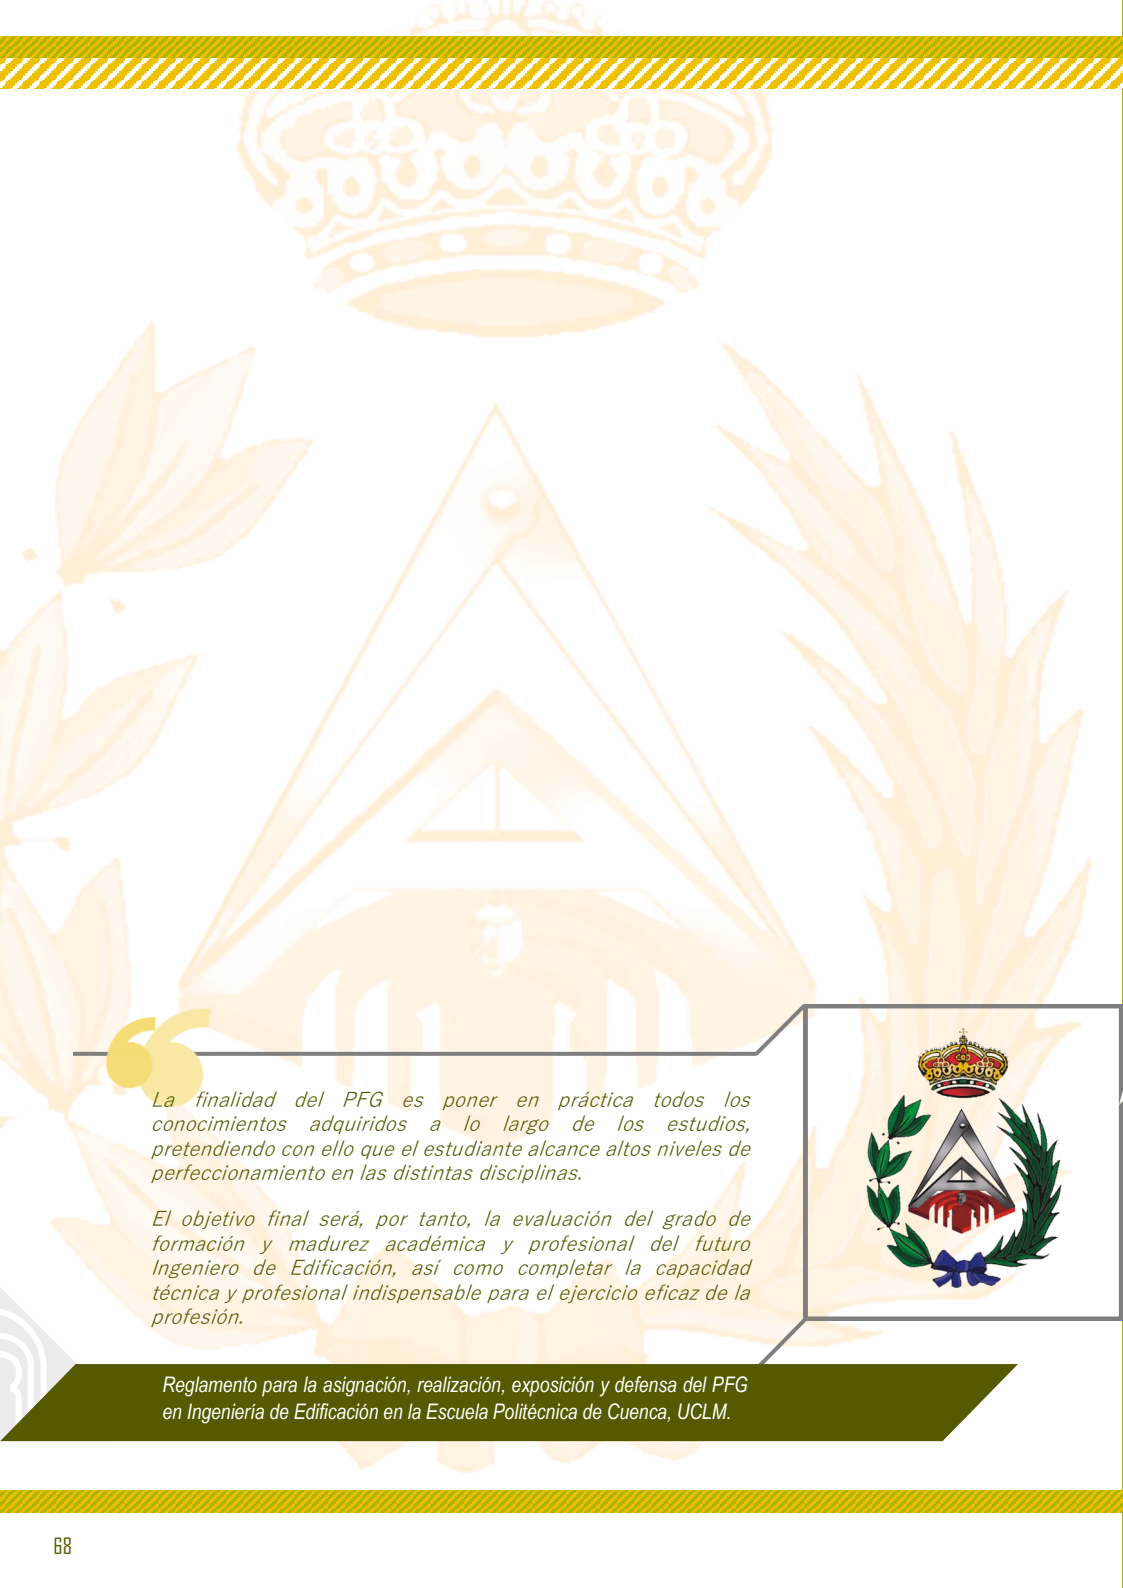 La finalidad del PFG es poner en práctica todos los
conocimientos adquiridos a lo largo de los estudios,
pretendiendo con ello que el estudiante alcance altos niveles de
perfeccionamiento en las distintas disciplinas.
El objetivo final será, por tanto, la evaluación del grado de
formación y madurez académica y profesional del futuro
Ingeniero de Edificación, así como completar la capacidad
técnica y profesional indispensable para el ejercicio eficaz de la
profesión.
Reglamento para la asignación, realización, exposición y defensa del PFG
en Ingeniería de Edificación en la Escuela Politécnica de Cuenca, UCLM.
68